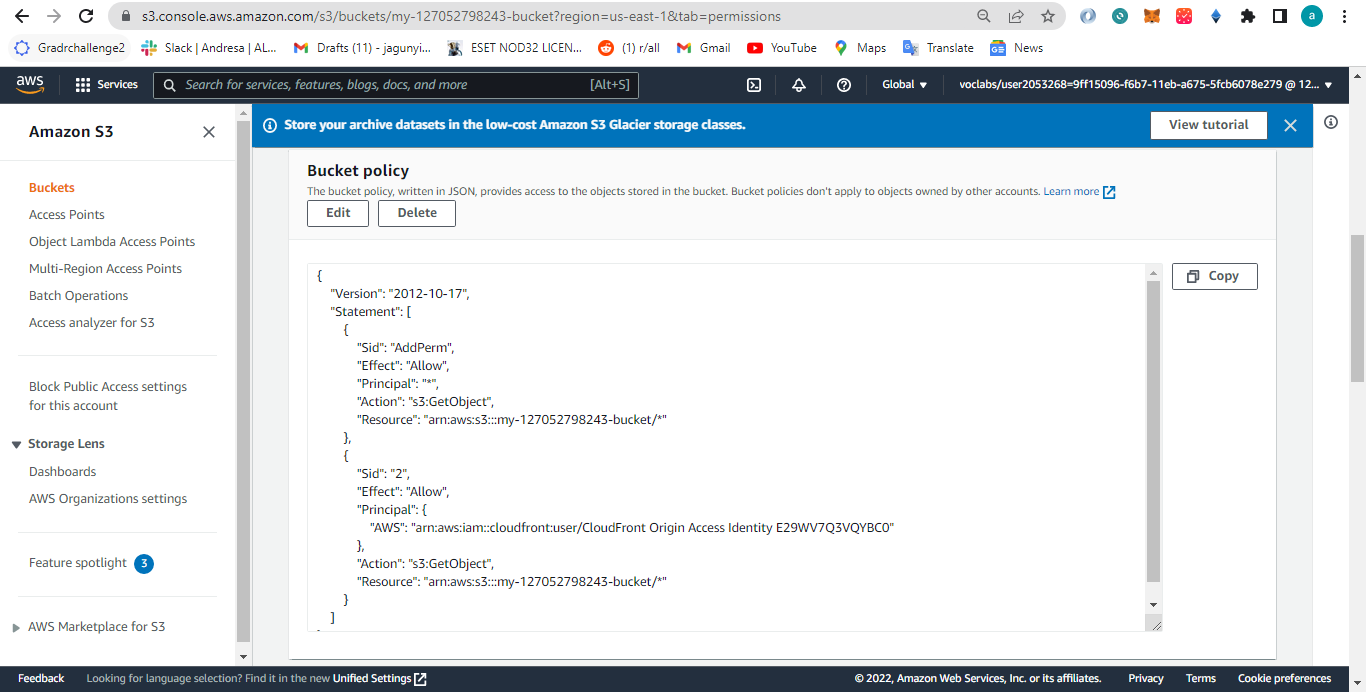 s3.console.aws.amazon.com/s3/buckets/my-127052798243-bucket?region=us-east-1&tab=permissions
a
Gradrchallenge2
Slack | Andresa | AL...
Drafts (11) - jagunyi...
ESET NOD32 LICEN...
(1) r/all
Gmail
YouTube
Maps
Translate
News
aws
Services
Search for services, features, blogs, docs, and more
[Alt+S]
Global
voclabs/user2053268=9ff15096-f6b7-11eb-a675-5fcb6078e279 @ 12...
Amazon S3
Buckets
Access Points
Object Lambda Access Points
Multi-Region Access Points
Batch Operations
Access analyzer for S3
Block Public Access settings
for this account
Storage Lens
Dashboards
AWS Organizations settings
Feature spotlight 3
AWS Marketplace for S3
Store your archive datasets in the low-cost Amazon S3 Glacier storage classes.
View tutorial
Bucket policy
The bucket policy, written in JSON, provides access to the objects stored in the bucket. Bucket policies don't apply to objects owned by other accounts. Learn more
Edit
Delete
Copy
{
"Version": "2012-10-17",
"Statement": [
{
"Sid": "AddPerm",
"Effect": "Allow",
"Principal": "*",
"Action": "s3:GetObject",
"Resource": "arn:aws:s3:::my-127052798243-bucket/*"
},
{
"Sid": "2",
"Effect": "Allow",
"Principal": {
"AWS": "arn:aws:iam::cloudfront:user/CloudFront Origin Access Identity E29WV7Q3VQYBC0"
},
"Action": "s3:GetObject",
"Resource": "arn:aws:s3:::my-127052798243-bucket/*"
}
]
Feedback
Looking for language selection? Find it in the new Unified Settings
© 2022, Amazon Web Services, Inc. or its affiliates.
Privacy
Terms
Cookie preferences